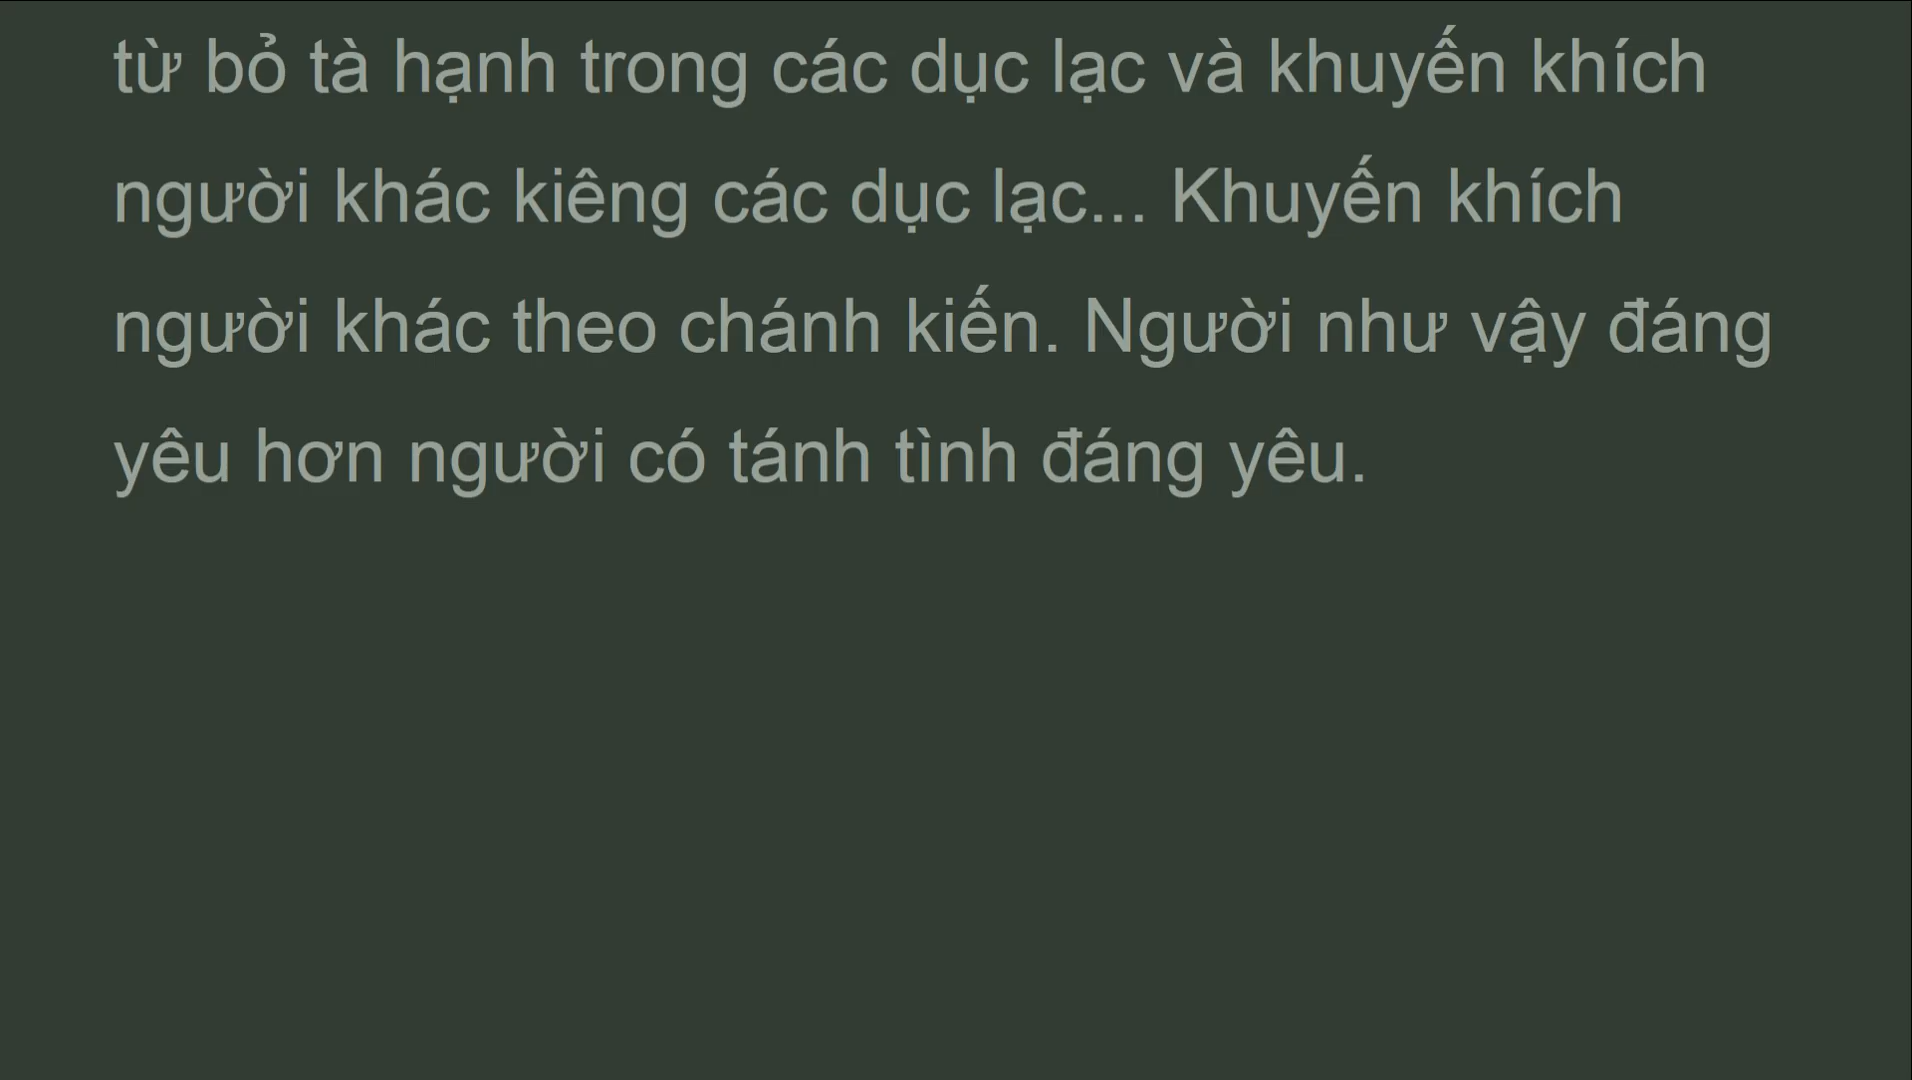 từ bỏ tà hạnh trong các dục lạc và khuyến khích
người khác kiêng các dục lạc... Khuyến khích
người khác theo chánh kiến. Người như vậy đáng
yêu hơn người có tánh tình đáng yêu.